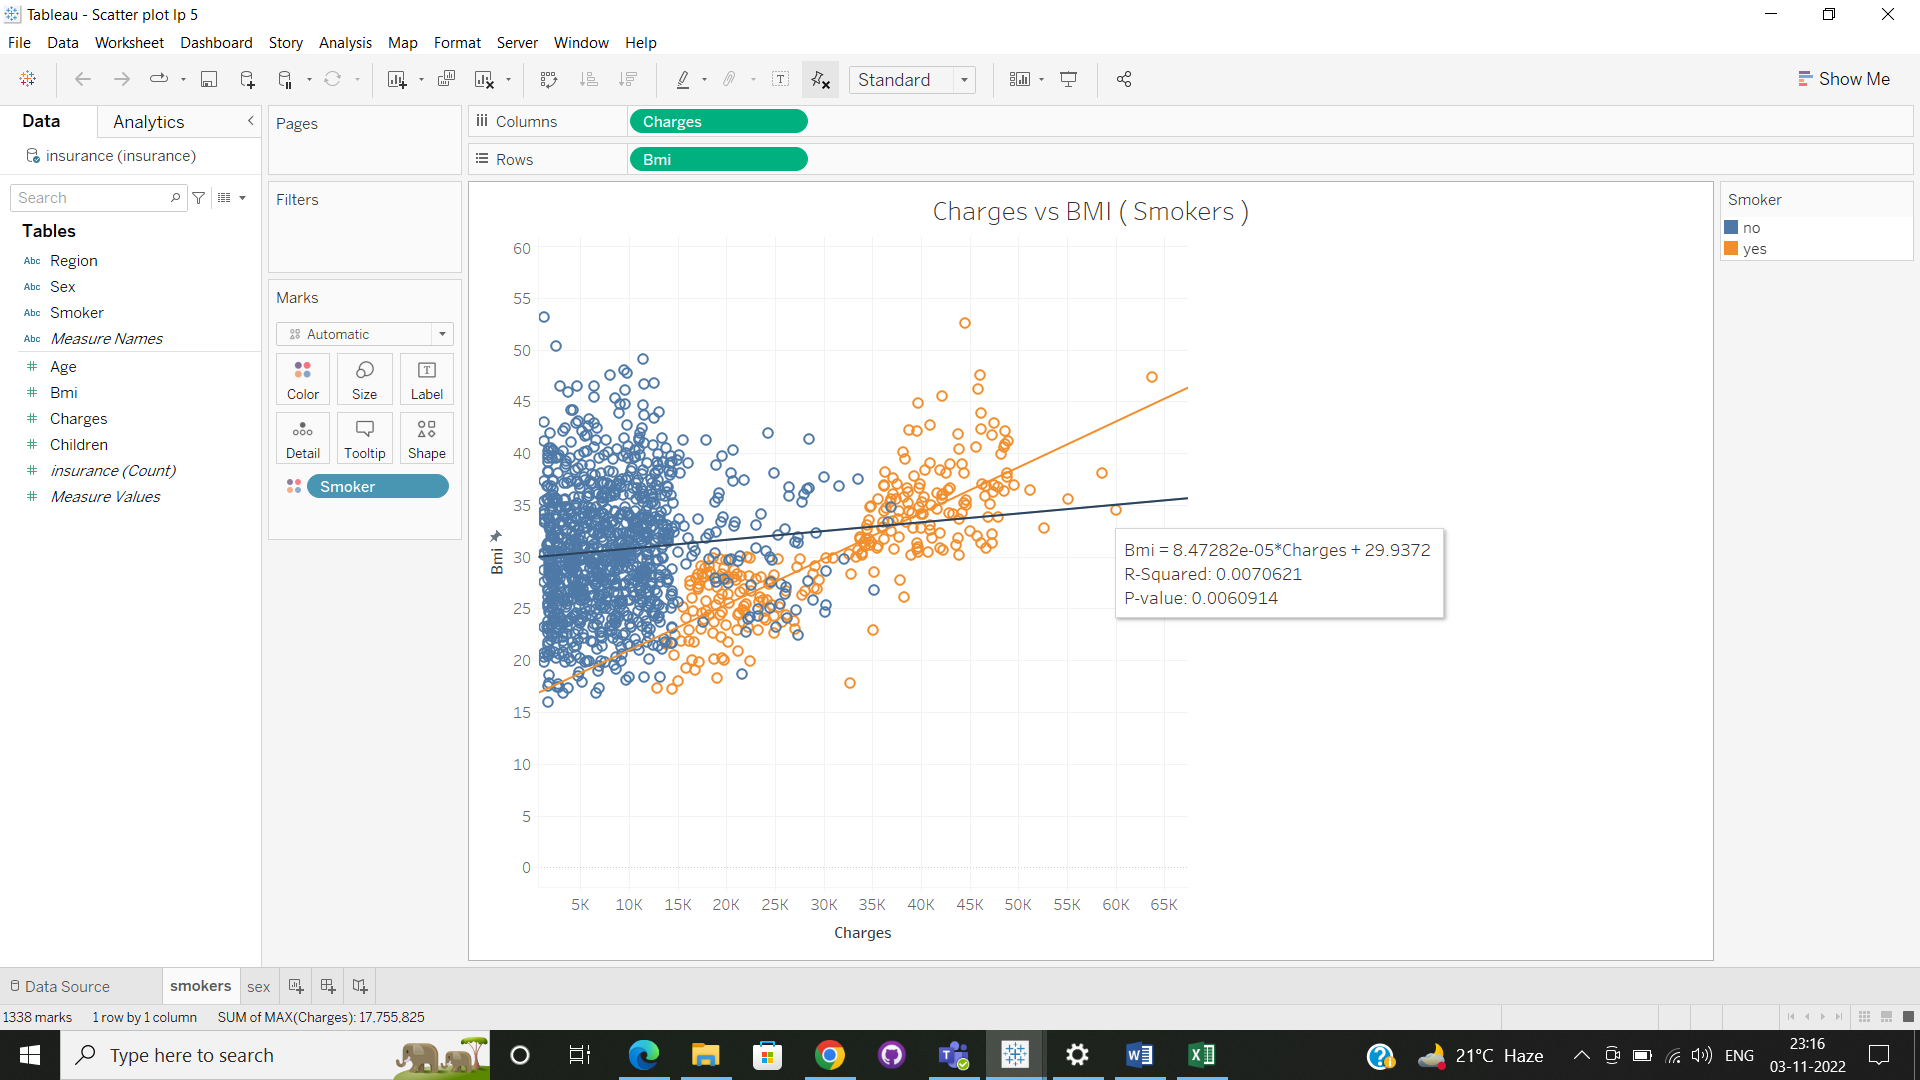 Tableau - Scatter plot lp 5
File Data Worksheet Dashboard Story Analysis Map Format Server Window Help
Standard
Show Me
Data
Analytics
insurance (insurance)
Search
Tables
Abc Region
Abc Sex
Abc Smoker
Abc Measure Names
Age
Bmi
Charges
Children
insurance (Count)
Measure Values
Pages
Filters
Marks
Automatic
Color Size Label
Detail Tooltip Shape
Smoker
Columns Charges
Rows Bmi
Charges vs BMI ( Smokers )
60
55
50
45
40
35
30
25
20
15
10
5
0
Bmi
5K 10K 15K 20K 25K 30K 35K 40K 45K 50K 55K 60K 65K
Charges
Bmi = 8.47282e-05*Charges + 29.9372
R-Squared: 0.0070621
P-value: 0.0060914
Smoker
no
yes
Data Source smokers sex
1338 marks 1 row by 1 column SUM of MAX(Charges): 17,755,825
Type here to search
21°C Haze
ENG
23:16
03-11-2022